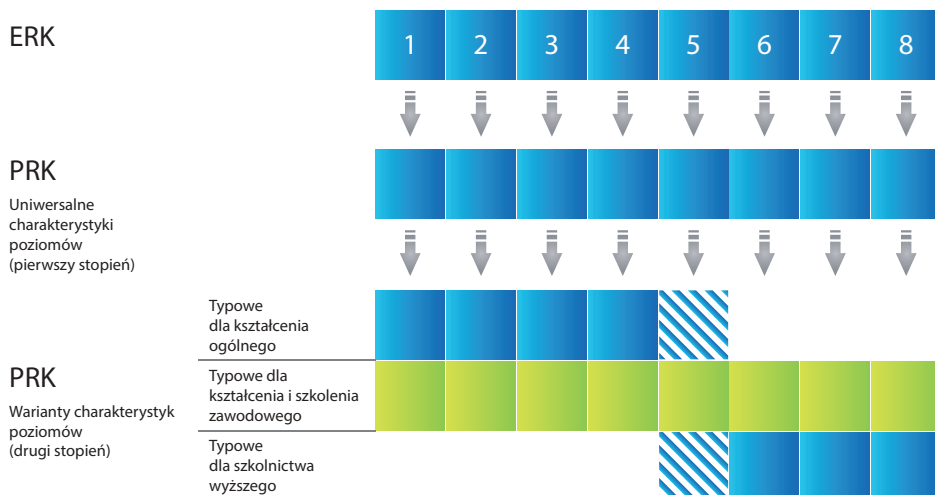 ERK
1 2 3 4 5 6 7 8
PRK
Uniwersalne
charakterystyki
poziomów
(pierwszy stopień)
Typowe
dla kształcenia
ogólnego
PRK
Warianty charakterystyk
poziomów
(drugi stopień)
Typowe dla
kształcenia i szkolenia
zawodowego
Typowe
dla szkolnictwa
wyższego